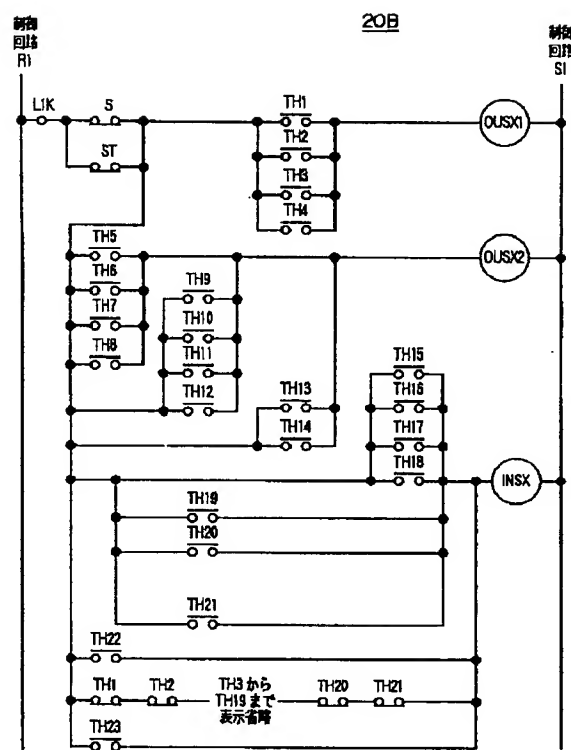 20B
制御
回路
R1
制御
回路
S1
L1K
S
ST
TH1
TH2
TH3
TH4
OUSX1
TH5
TH6
TH7
TH8
OUSX2
TH9
TH10
TH11
TH12
TH13
TH14
TH15
TH16
TH17
TH18
INSX
TH19
TH20
TH21
TH22
TH1
TH2
TH3から
TH19まで
表示省略
TH20
TH21
TH23